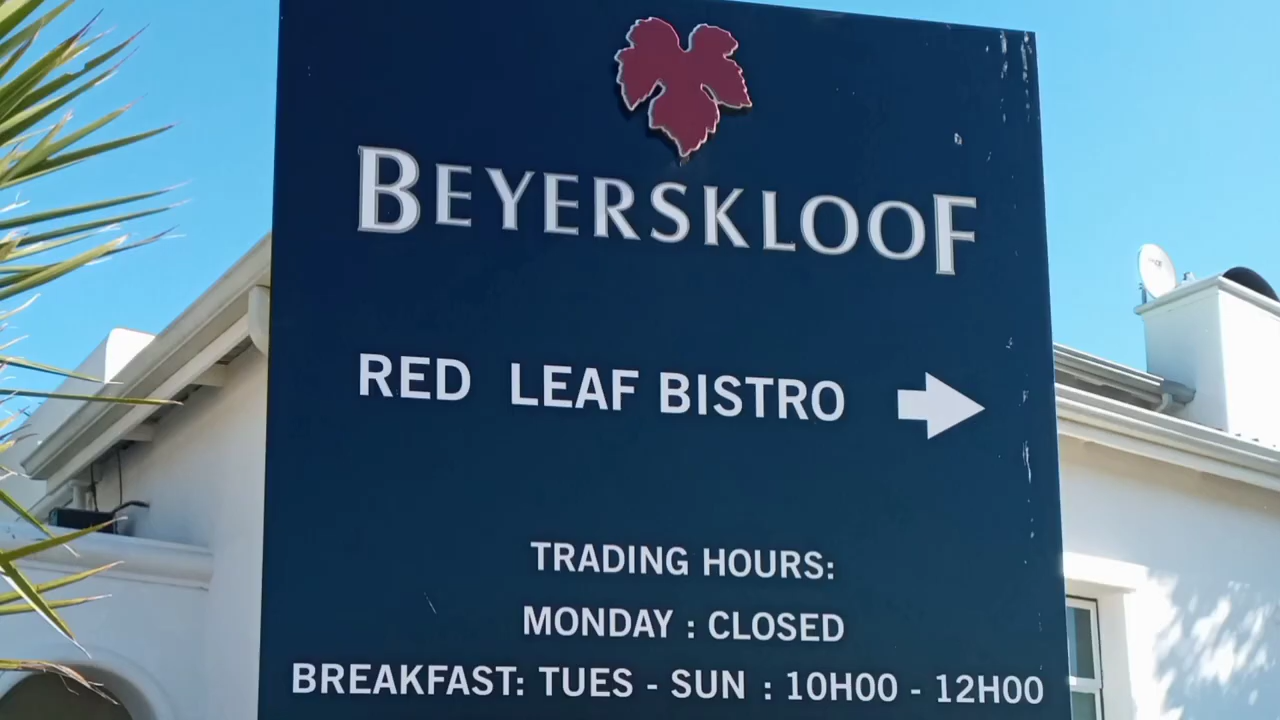 BEYERSKLOOF
RED LEAF BISTRO
TRADING HOURS:
MONDAY : CLOSED
BREAKFAST: TUES - SUN : 10H00 - 12H00